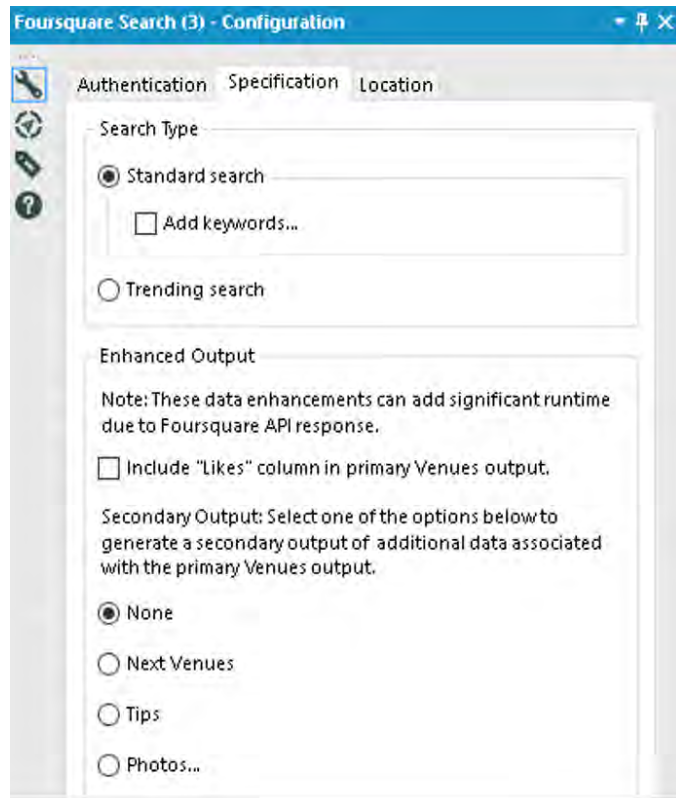 Foursquare Search (3) - Configuration
Authentication Specification Location
Search Type
Standard search
Add keywords...
Trending search
Enhanced Output
Note: These data enhancements can add significant runtime
due to Foursquare API response.
Include "Likes" column in primary Venues output.
Secondary Output: Select one of the options below to
generate a secondary output of additional data associated
with the primary Venues output.
None
Next Venues
Tips
Photos...